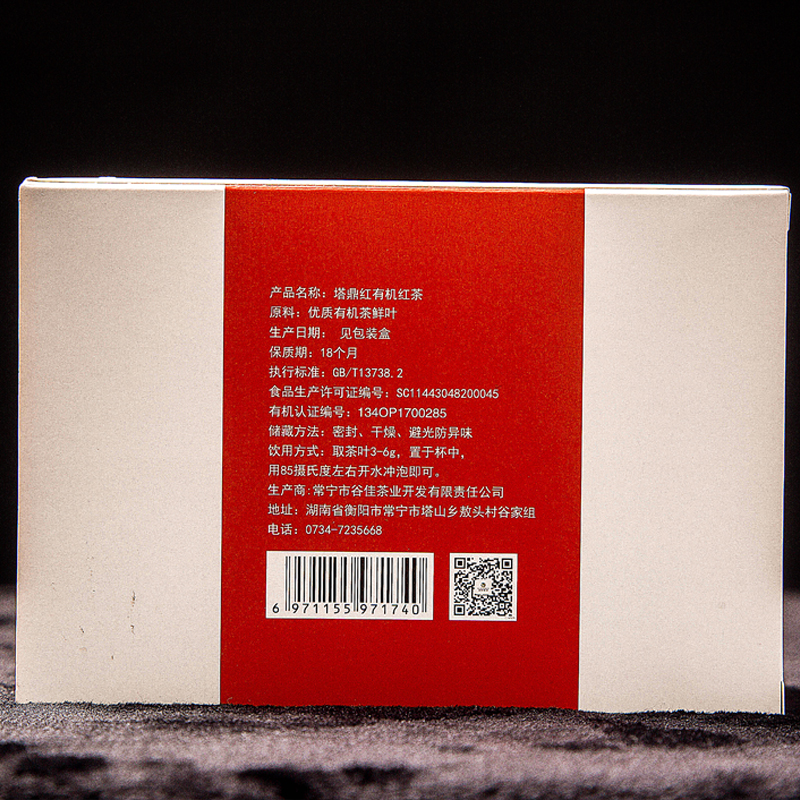 产品名称：塔鼎红有机红茶
原料：优质有机茶鲜叶
生产日期： 见包装盒
保质期：18个月
执行标准：GB/T13738.2
食品生产许可证编号：SC11443048200045
有机认证编号：134OP1700285
储藏方法：密封、干燥、避光防异味
饮用方式：取茶叶3-6g，置于杯中，
用85摄氏度左右开水冲泡即可。
生产商:常宁市谷佳茶业开发有限责任公司
地址：湖南省衡阳市常宁市塔山乡敖头村谷家组
电话：0734-7235668
6 971155 971740